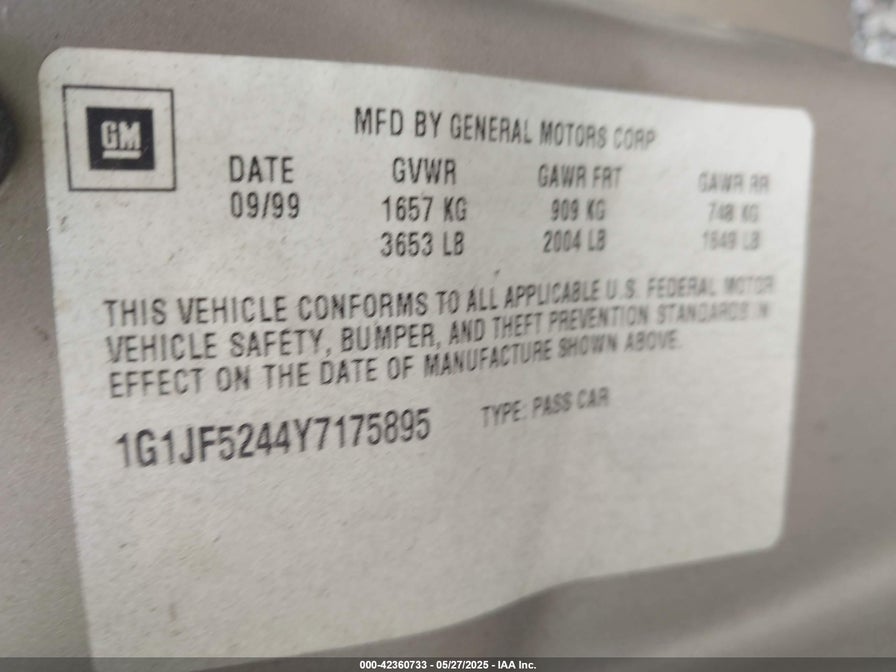 GM
MFD BY GENERAL MOTORS CORP
DATE GVWR GAWR FRT GAWR RR
09/99 1657 KG 909 KG 748 KG
3653 LB 2004 LB 1649 LB
THIS VEHICLE CONFORMS TO ALL APPLICABLE U.S. FEDERAL MOTOR
VEHICLE SAFETY, BUMPER, AND THEFT PREVENTION STANDARDS IN
EFFECT ON THE DATE OF MANUFACTURE SHOWN ABOVE.
1G1JF5244Y7175895 TYPE: PASS CAR
000-42360733 - 05/27/2025 - IAA Inc.